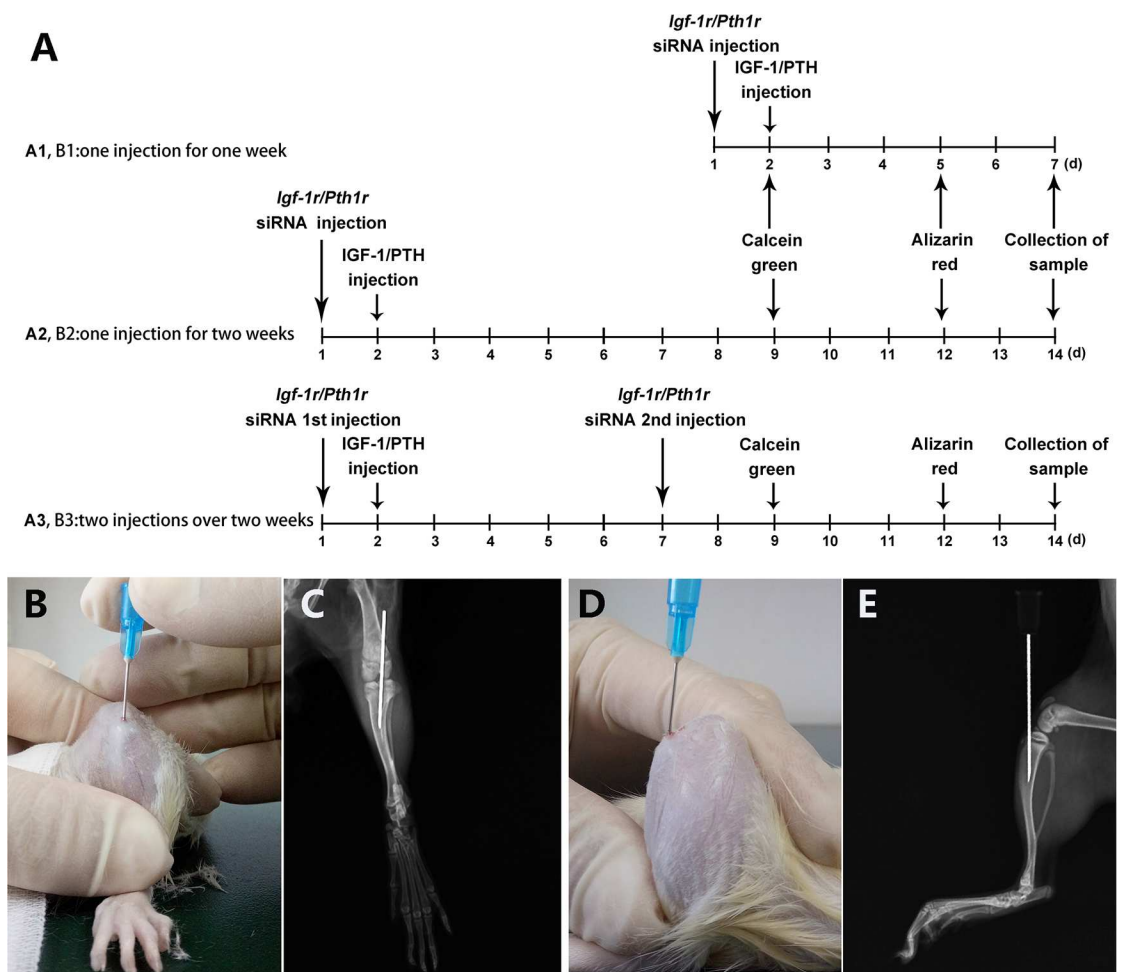 A
Igf-1r/Pth1r
siRNA injection
IGF-1/PTH
injection
A1, B1:one injection for one week
1 2 3 4 5 6 7 (d)
Igf-1r/Pth1r
siRNA injection
IGF-1/PTH
injection
Calcein
green
Alizarin
red
Collection of
sample
A2, B2:one injection for two weeks
1 2 3 4 5 6 7 8 9 10 11 12 13 14 (d)
Igf-1r/Pth1r
siRNA 1st injection
IGF-1/PTH
injection
Igf-1r/Pth1r
siRNA 2nd injection
Calcein
green
Alizarin
red
Collection of
sample
A3, B3:two injections over two weeks
1 2 3 4 5 6 7 8 9 10 11 12 13 14 (d)
B
C
D
E